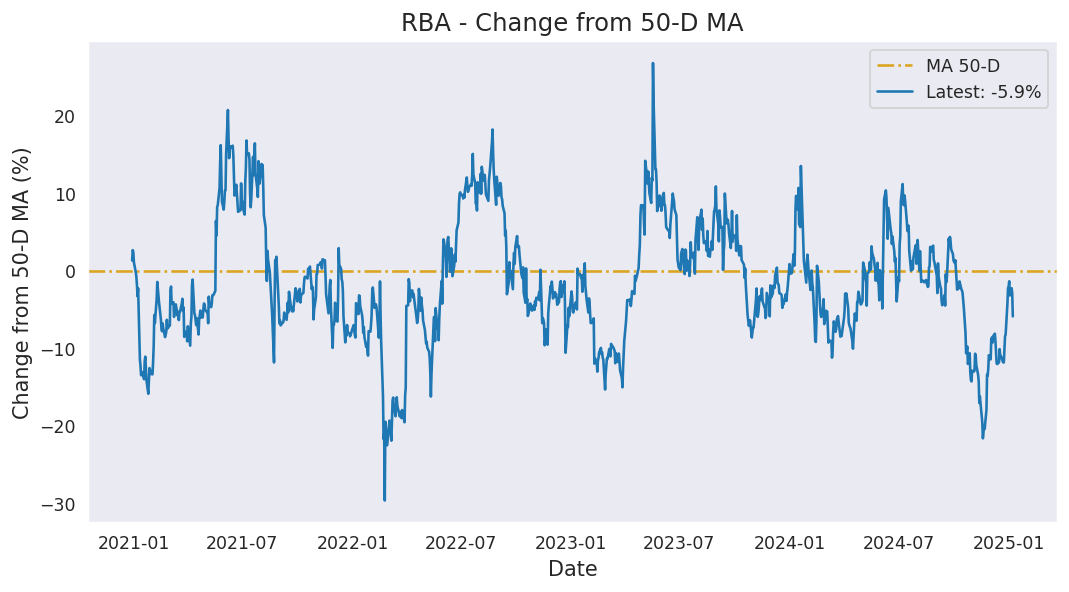 RBA - Change from 50-D MA
MA 50-D
Latest: -5.9%
Change from 50-D MA (%)
20
10
0
−10
−20
−30
2021-01 2021-07 2022-01 2022-07 2023-01 2023-07 2024-01 2024-07 2025-01
Date